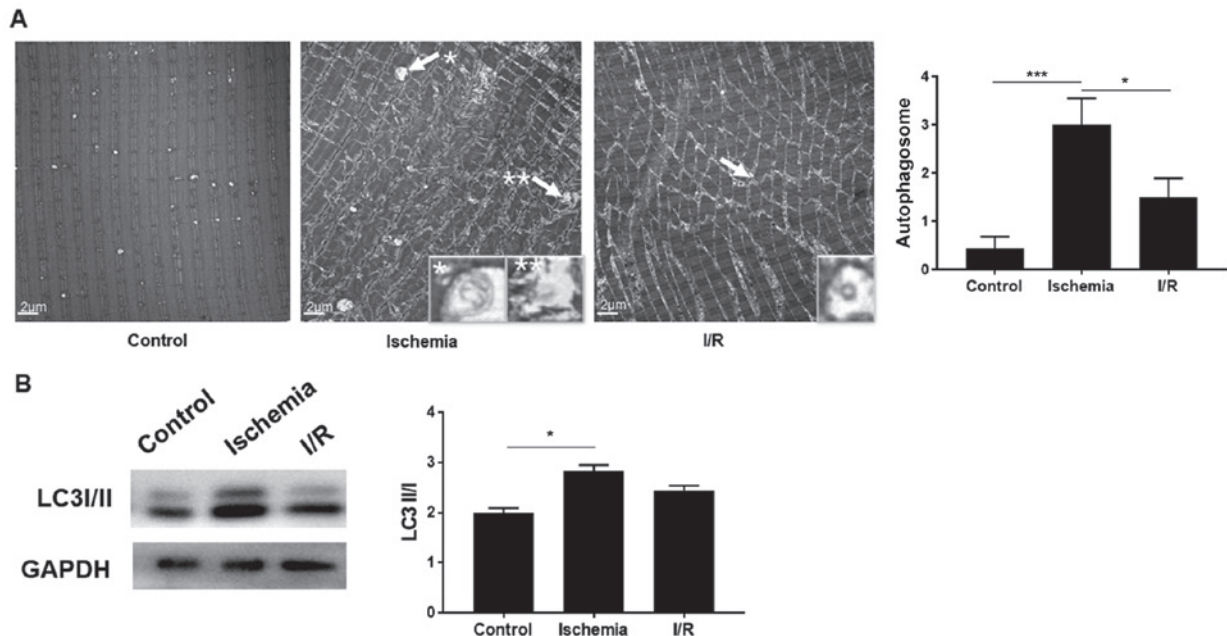 A
*
**
* **
2µm
2µm
2µm
Control
Ischemia
I/R
Autophagosome
4
3
2
1
0
***
*
Control Ischemia I/R
B
Control
Ischemia
I/R
LC3I/II
GAPDH
LC3 II/I
4
3
2
1
0
*
Control Ischemia I/R